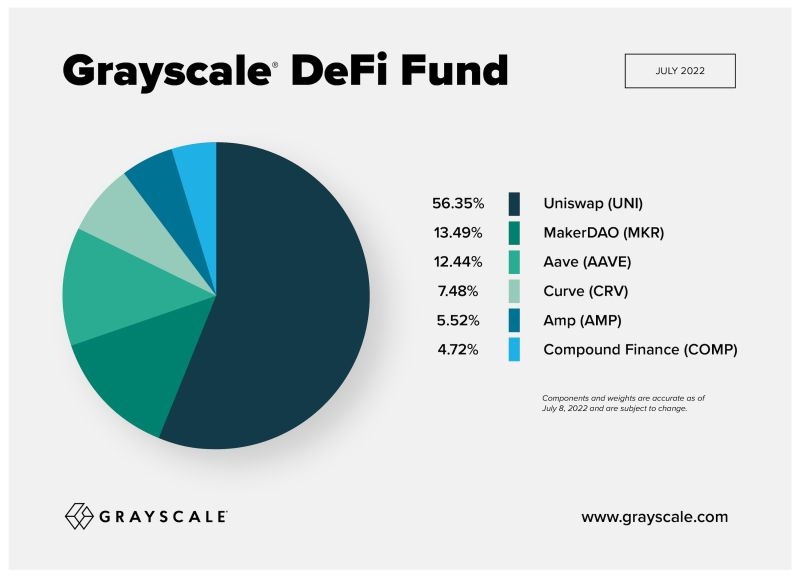 Grayscale® DeFi Fund
JULY 2022
56.35% Uniswap (UNI)
13.49% MakerDAO (MKR)
12.44% Aave (AAVE)
7.48% Curve (CRV)
5.52% Amp (AMP)
4.72% Compound Finance (COMP)
Components and weights are accurate as of
July 8, 2022 and are subject to change.
GRAYSCALE
www.grayscale.com